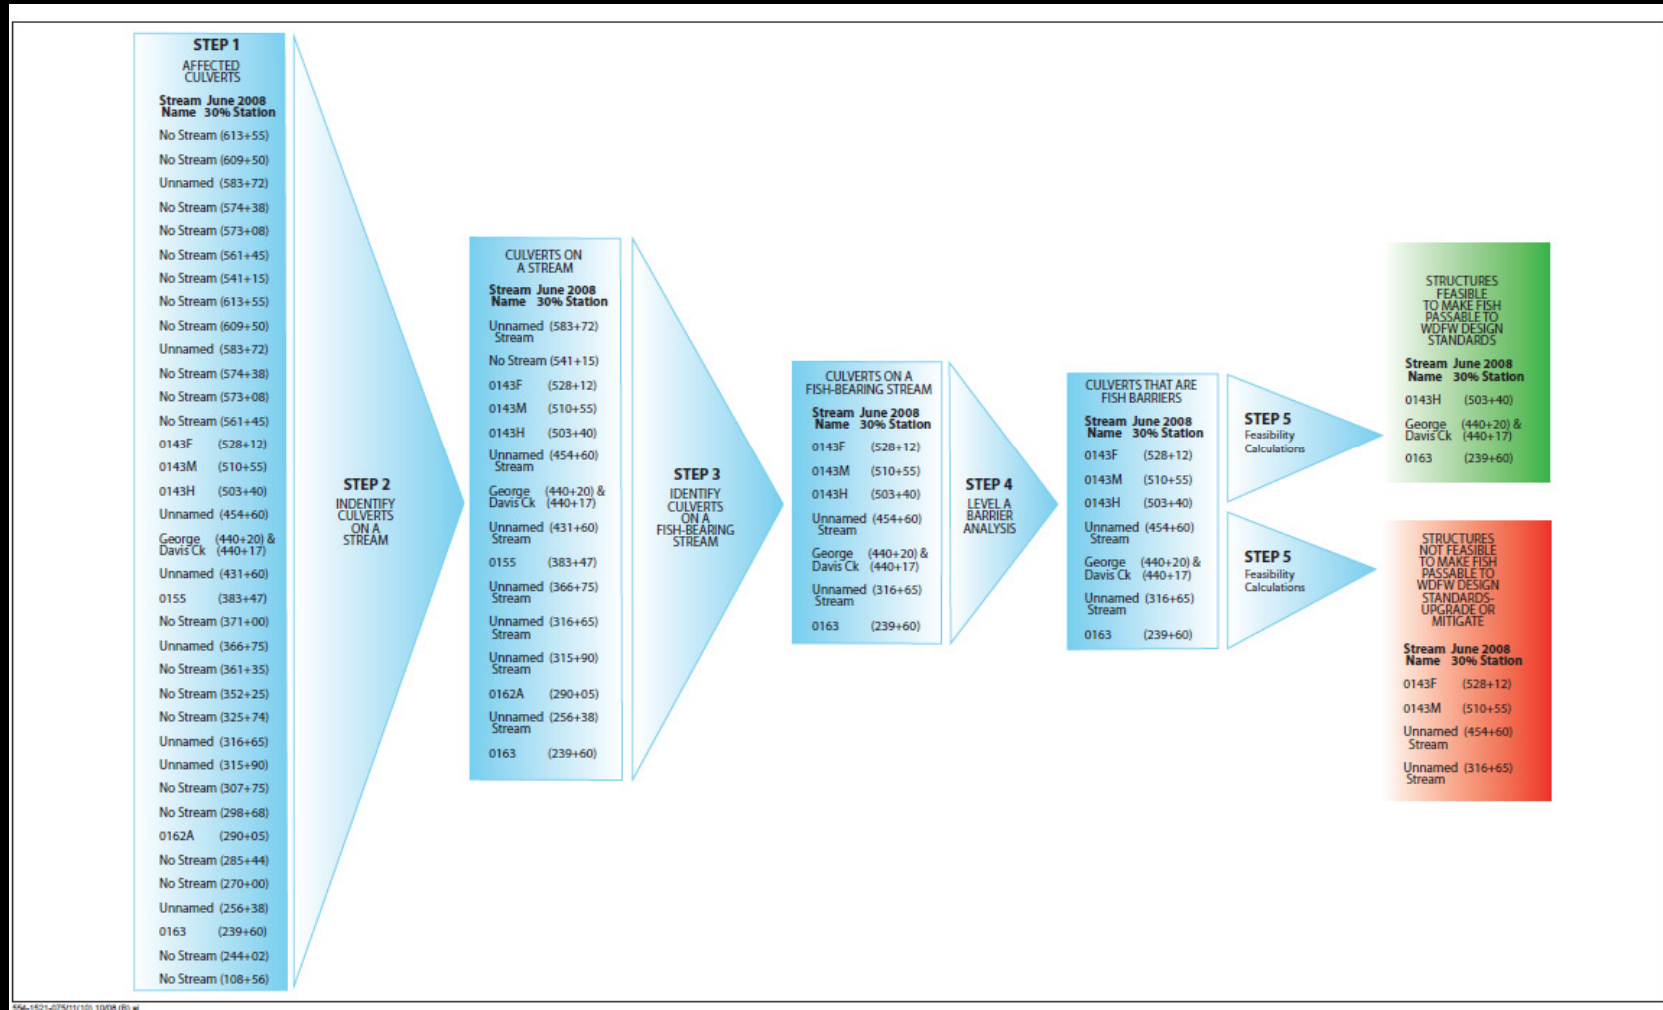 STEP 1
AFFECTED
CULVERTS
Stream June 2008
Name 30% Station
No Stream (613+55)
No Stream (609+50)
Unnamed (583+72)
No Stream (574+38)
No Stream (573+08)
No Stream (561+45)
No Stream (541+15)
No Stream (613+55)
No Stream (609+50)
Unnamed (583+72)
No Stream (574+38)
No Stream (573+08)
No Stream (561+45)
0143F (528+12)
0143M (510+55)
0143H (503+40)
Unnamed (454+60)
George (440+20) &
Davis Ck (440+17)
Unnamed (431+60)
0155 (383+47)
No Stream (371+00)
Unnamed (366+75)
No Stream (361+35)
No Stream (352+25)
No Stream (325+74)
Unnamed (316+65)
Unnamed (315+90)
No Stream (307+75)
No Stream (298+68)
0162A (290+05)
No Stream (285+44)
No Stream (270+00)
Unnamed (256+38)
0163 (239+60)
No Stream (244+02)
No Stream (108+56)
STEP 2
INDENTIFY
CULVERTS
ON A
STREAM
CULVERTS ON
A STREAM
Stream June 2008
Name 30% Station
Unnamed (583+72)
Stream
No Stream (541+15)
0143F (528+12)
0143M (510+55)
0143H (503+40)
Unnamed (454+60)
Stream
George (440+20) &
Davis Ck (440+17)
Unnamed (431+60)
Stream
0155 (383+47)
Unnamed (366+75)
Stream
Unnamed (316+65)
Stream
Unnamed (315+90)
Stream
0162A (290+05)
Unnamed (256+38)
Stream
0163 (239+60)
STEP 3
IDENTIFY
CULVERTS
ON A
FISH-BEARING
STREAM
CULVERTS ON A
FISH-BEARING STREAM
Stream June 2008
Name 30% Station
0143F (528+12)
0143M (510+55)
0143H (503+40)
Unnamed (454+60)
Stream
George (440+20) &
Davis Ck (440+17)
Unnamed (316+65)
Stream
0163 (239+60)
STEP 4
LEVEL A
BARRIER
ANALYSIS
CULVERTS THAT ARE
FISH BARRIERS
Stream June 2008
Name 30% Station
0143F (528+12)
0143M (510+55)
0143H (503+40)
Unnamed (454+60)
Stream
George (440+20) &
Davis Ck (440+17)
Unnamed (316+65)
Stream
0163 (239+60)
STEP 5
Feasibility
Calculations
STEP 5
Feasibility
Calculations
STRUCTURES
FEASIBLE
TO MAKE FISH
PASSABLE TO
WDFW DESIGN
STANDARDS
Stream June 2008
Name 30% Station
0143H (503+40)
George (440+20) &
Davis Ck (440+17)
0163 (239+60)
STRUCTURES
NOT FEASIBLE
TO MAKE FISH
PASSABLE TO
WDFW DESIGN
STANDARDS-
UPGRADE OR
MITIGATE
Stream June 2008
Name 30% Station
0143F (528+12)
0143M (510+55)
Unnamed (454+60)
Stream
Unnamed (316+65)
Stream